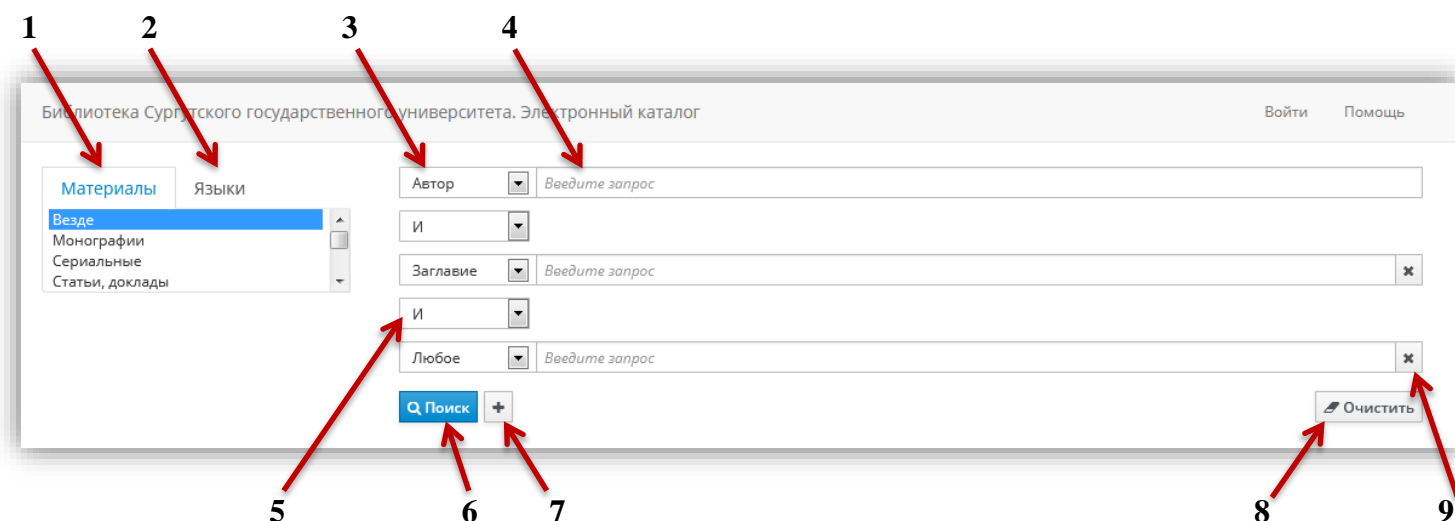 1 2 3 4
Библиотека Сургутского государственного университета. Электронный каталог Войти Помощь
Материалы Языки
Везде
Монографии
Сериальные
Статьи, доклады
Автор Введите запрос
И
Заглавие Введите запрос
И
Любое Введите запрос
Поиск Очистить
5 6 7 8 9